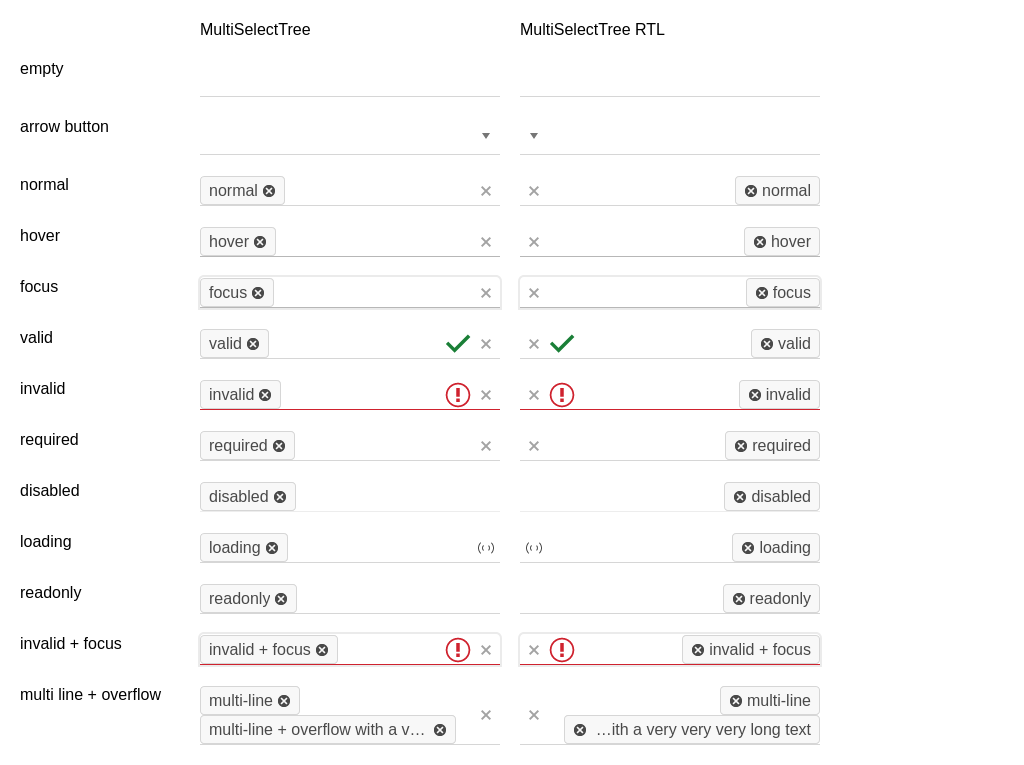 MultiSelectTree MultiSelectTree RTL
empty
arrow button
normal normal normal
hover hover hover
focus focus focus
valid valid valid
invalid invalid invalid
required required required
disabled disabled disabled
loading loading loading
readonly readonly readonly
invalid + focus invalid + focus invalid + focus
multi line + overflow multi-line multi-line
multi-line + overflow with a v… …ith a very very very long text